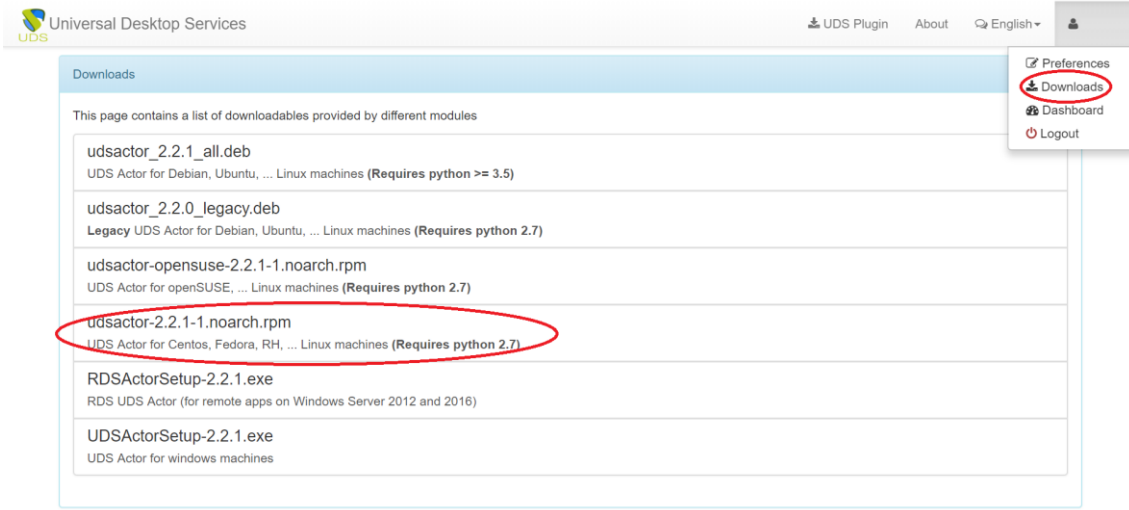 Universal Desktop Services
UDS
UDS Plugin
About
English
Preferences
Downloads
Dashboard
Logout
Downloads
This page contains a list of downloadables provided by different modules
udsactor_2.2.1_all.deb
UDS Actor for Debian, Ubuntu, ... Linux machines (Requires python >= 3.5)
udsactor_2.2.0_legacy.deb
Legacy UDS Actor for Debian, Ubuntu, ... Linux machines (Requires python 2.7)
udsactor-opensuse-2.2.1-1.noarch.rpm
UDS Actor for openSUSE, ... Linux machines (Requires python 2.7)
udsactor-2.2.1-1.noarch.rpm
UDS Actor for Centos, Fedora, RH, ... Linux machines (Requires python 2.7)
RDSActorSetup-2.2.1.exe
RDS UDS Actor (for remote apps on Windows Server 2012 and 2016)
UDSActorSetup-2.2.1.exe
UDS Actor for windows machines